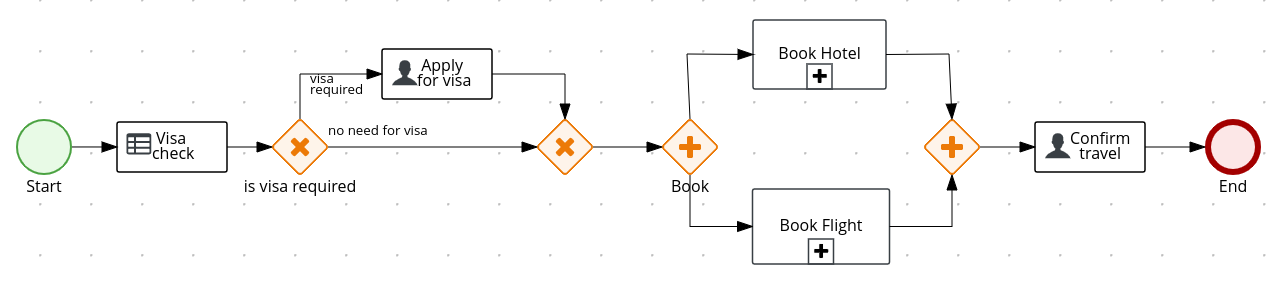 Start
Visa
check
is visa required
visa
required
Apply
for visa
no need for visa
Book
Book Hotel
Book Flight
Confirm
travel
End